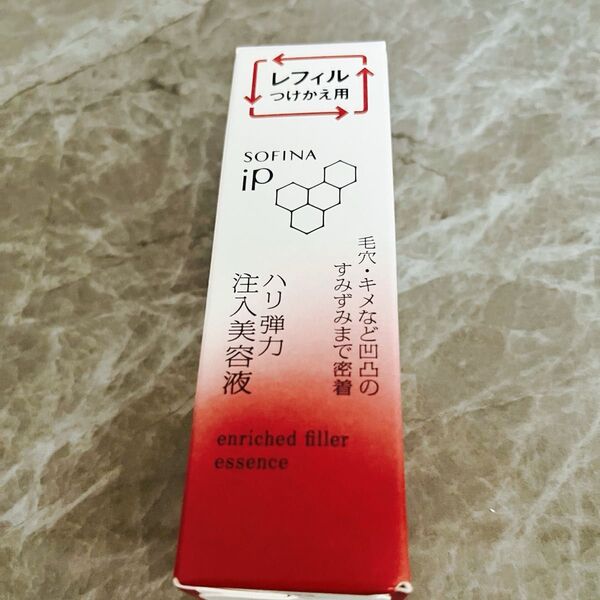 レフィル
つけかえ用
SOFINA
iP
毛穴・キメなど凹凸の
すみずみまで密着
ハリ弾力
注入美容液
enriched filler
essence